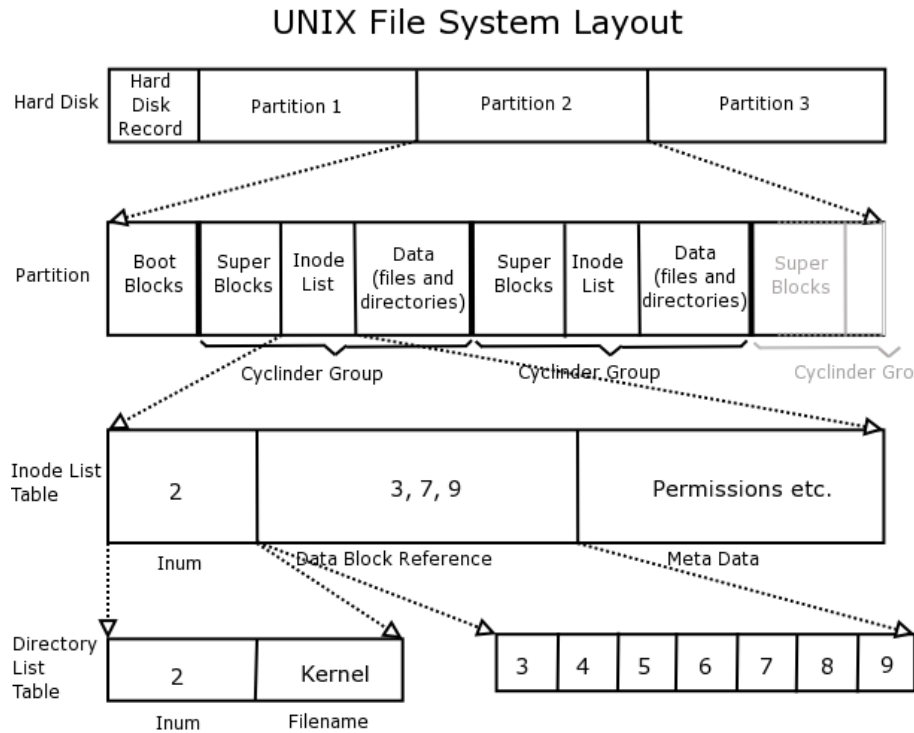 UNIX File System Layout
Hard Disk
Hard
Disk
Record
Partition 1
Partition 2
Partition 3
Partition
Boot
Blocks
Super
Blocks
Inode
List
Data
(files and
directories)
Super
Blocks
Inode
List
Data
(files and
directories)
Super
Blocks
Cyclinder Group
Cyclinder Group
Cyclinder Gro
Inode List
Table
2
3, 7, 9
Permissions etc.
Inum
Data Block Reference
Meta Data
Directory
List
Table
2
Kernel
3
4
5
6
7
8
9
Inum
Filename